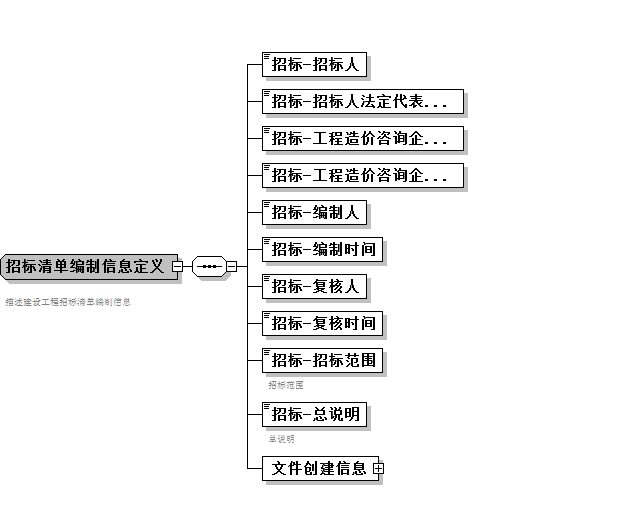 招标-招标人
招标-招标人法定代表...
招标-工程造价咨询企...
招标-工程造价咨询企...
招标-编制人
招标-编制时间
招标清单编制信息定义
描述建设工程招标清单编制信息
招标-复核人
招标-复核时间
招标-招标范围
招标范围
招标-总说明
总说明
文件创建信息